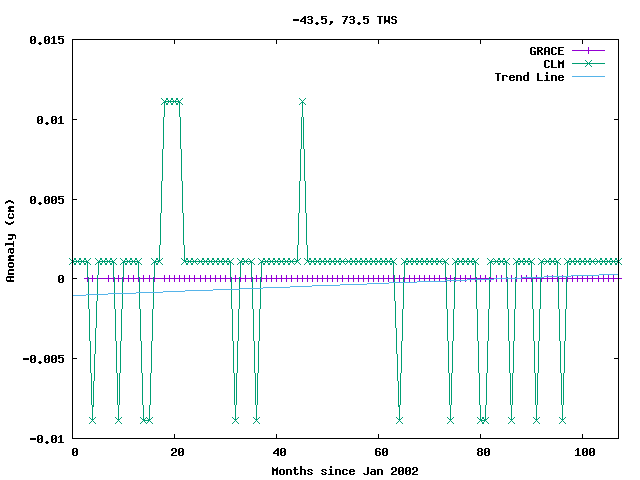 -43.5, 73.5 TWS
GRACE
CLM
Trend Line
0.015
0.01
0.005
0
-0.005
-0.01
Anomaly (cm)
0 20 40 60 80 100
Months since Jan 2002